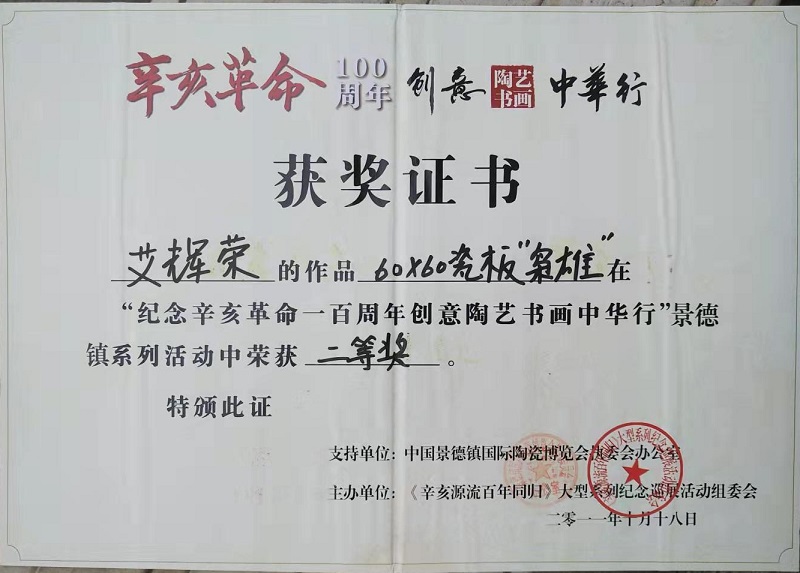 辛亥革命 100周年 创意 陶艺书画 中华行
获奖证书
艾辉荣的作品 60X60瓷板"枭雄"在
"纪念辛亥革命一百周年创意陶艺书画中华行"景德
镇系列活动中荣获 二等奖 。
特颁此证
支持单位：中国景德镇国际陶瓷博览会执委会办公室
主办单位：《辛亥源流百年同归》大型系列纪念巡展活动组委会
二零一一年十月十八日